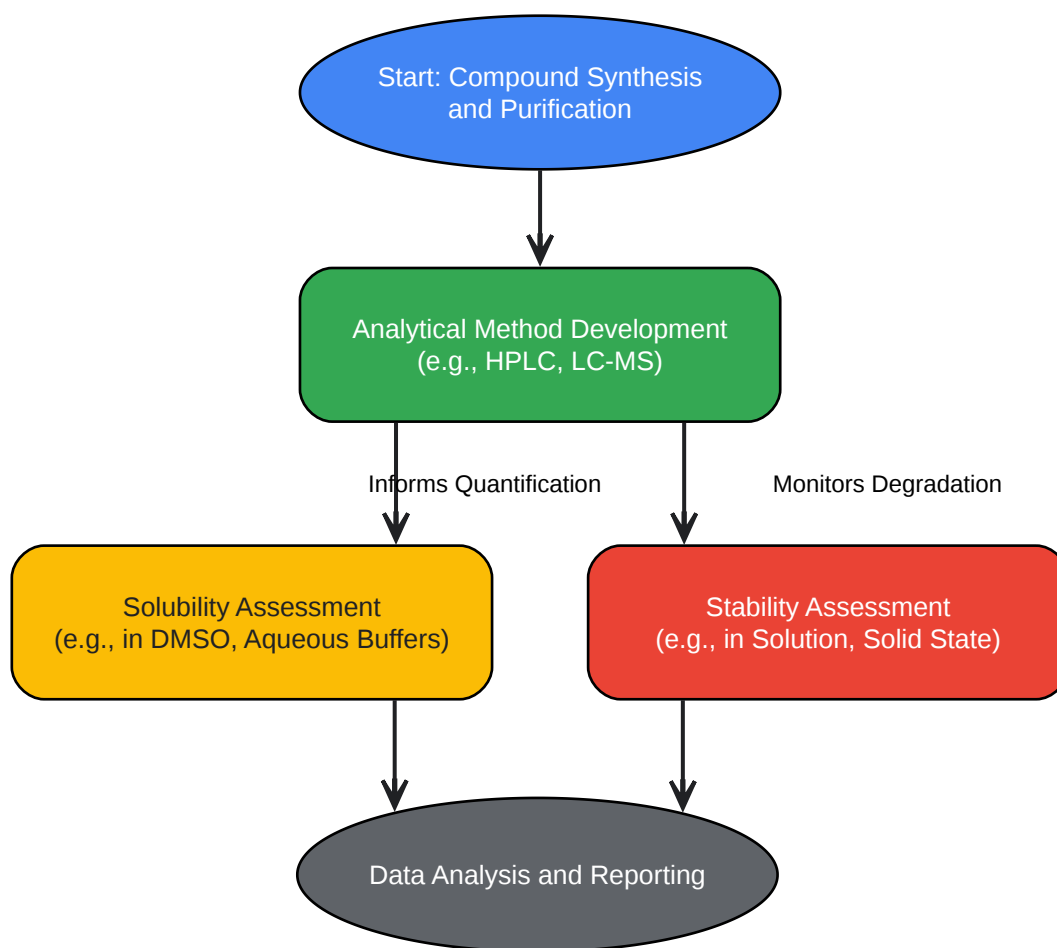 Start: Compound Synthesis
and Purification
Analytical Method Development
(e.g., HPLC, LC-MS)
Informs Quantification
Monitors Degradation
Solubility Assessment
(e.g., in DMSO, Aqueous Buffers)
Stability Assessment
(e.g., in Solution, Solid State)
Data Analysis and Reporting